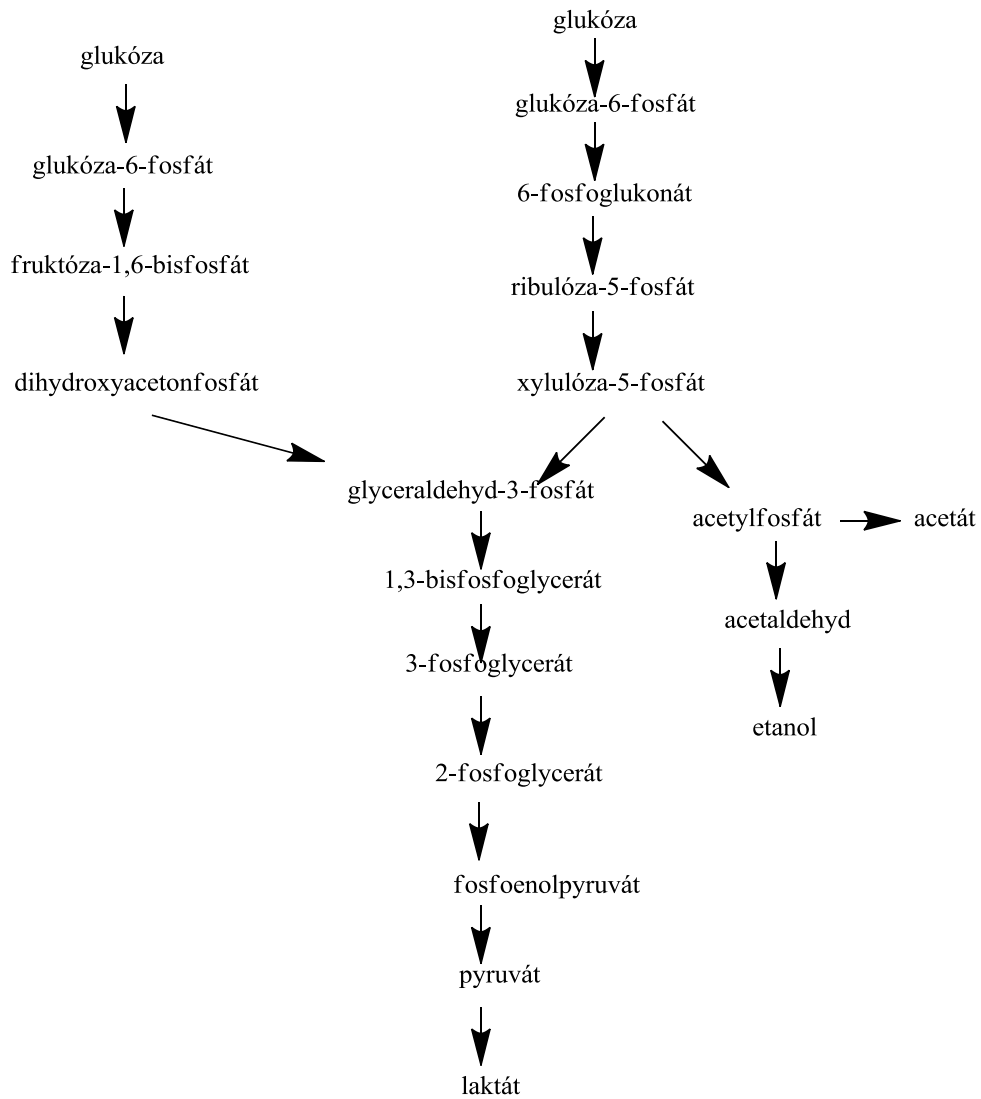 glukóza
glukóza-6-fosfát
fruktóza-1,6-bisfosfát
dihydroxyacetonfosfát
glukóza
glukóza-6-fosfát
6-fosfoglukonát
ribulóza-5-fosfát
xylulóza-5-fosfát
glyceraldehyd-3-fosfát
1,3-bisfosfoglycerát
3-fosfoglycerát
2-fosfoglycerát
fosfoenolpyruvát
pyruvát
laktát
acetylfosfát
acetát
acetaldehyd
etanol